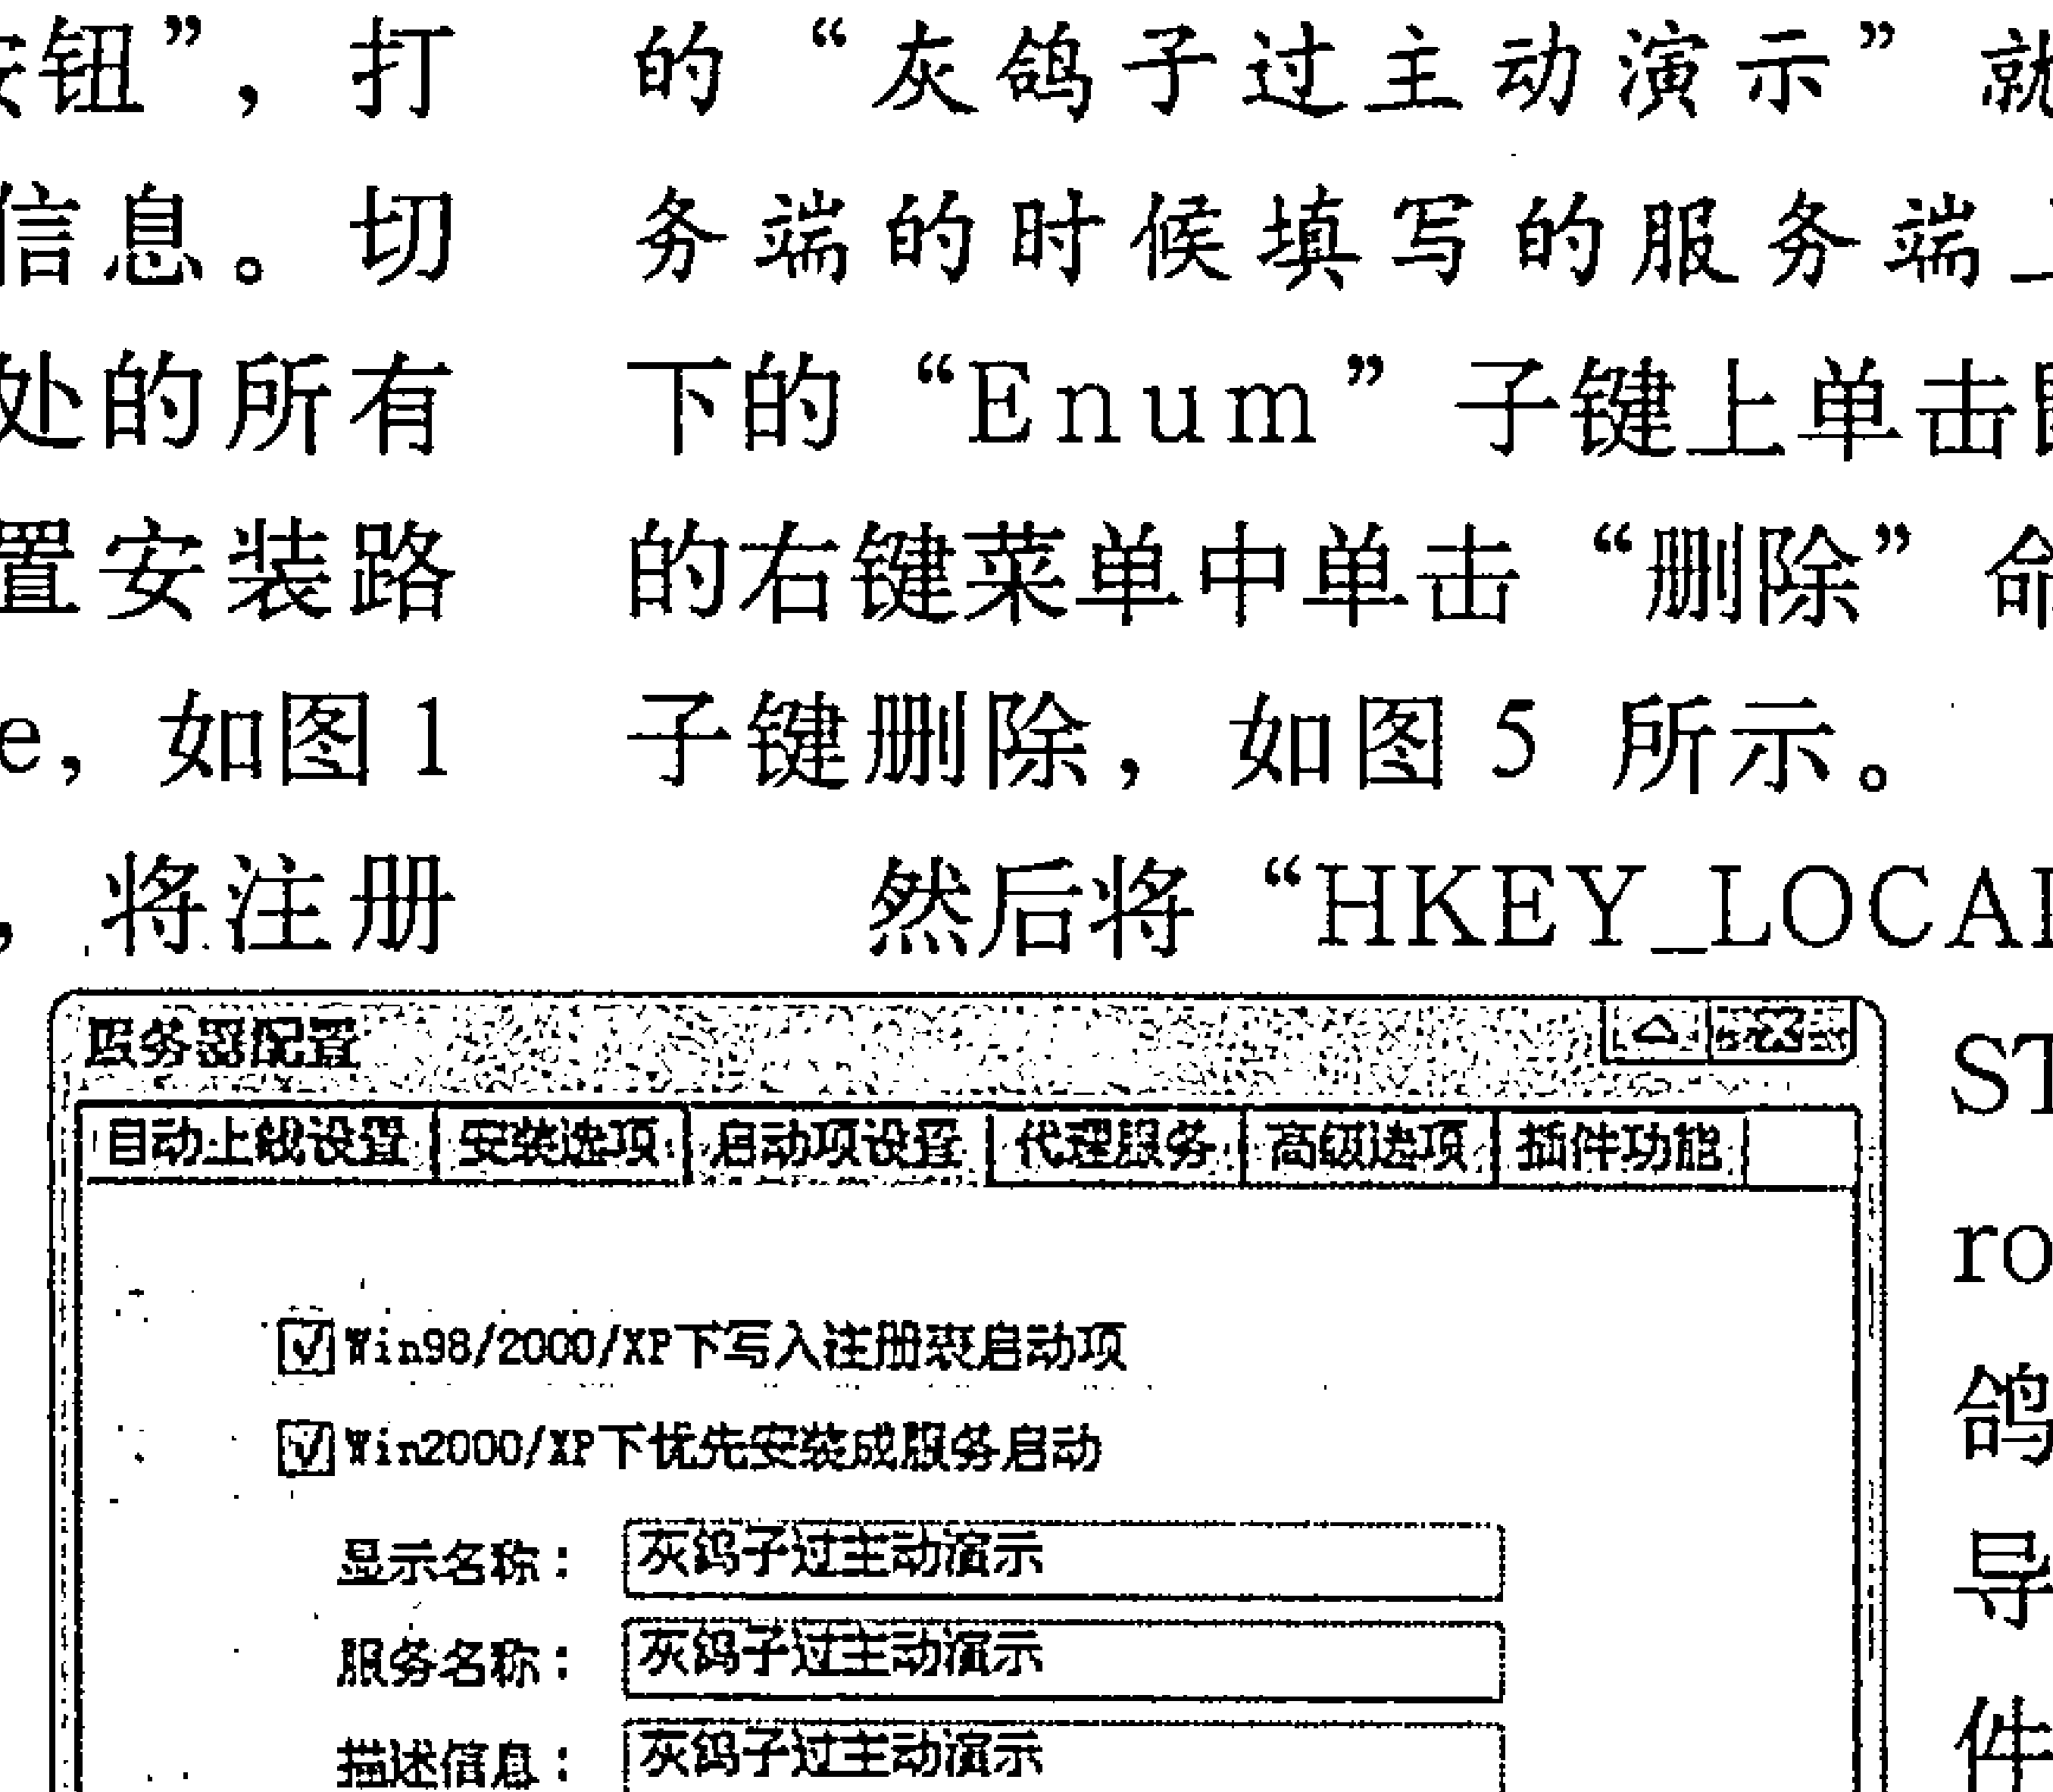 钮”，打
信息。切
处的所有
置安装路
e，如图1
，将注册
的“灰鸽子过主动演示”就
务端的时候填写的服务端
下的“Enum”子键上单击
的右键菜单中单击“删除”命
子键删除，如图 5 所示。
然后将“HKEY_LOCAL
ST
ro
鸽
导
件
服务器配置
自动上线设置 安装选项 启动项设置 代理服务 高级选项 插件功能
Win98/2000/XP下写入注册表启动项
Win2000/XP下优先安装成服务启动
显示名称： 灰鸽子过主动演示
服务名称： 灰鸽子过主动演示
描述信息： 灰鸽子过主动演示